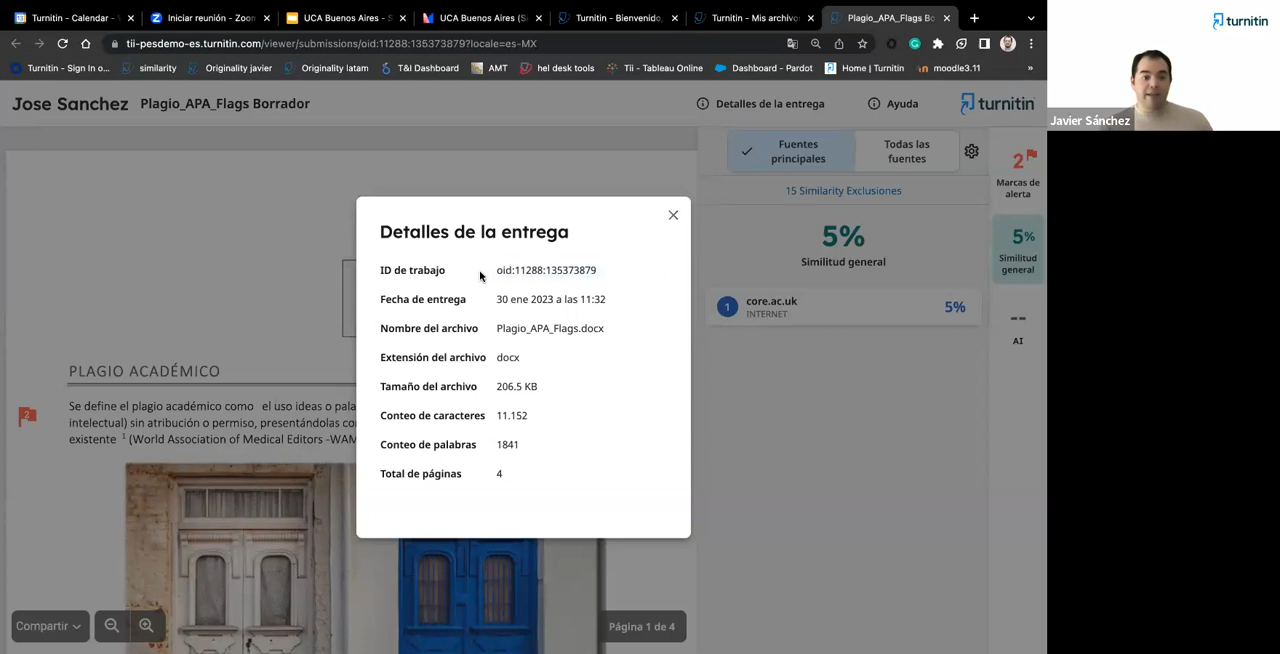 Turnitin - Calendar -
Iniciar reunión - Zoon
UCA Buenos Aires - S
UCA Buenos Aires (S
Turnitin - Bienvenido
Turnitin - Mis archivo
Plagio_APA_Flags Bo
tii-pesdemo-es.turnitin.com/viewer/submissions/oid:11288:135373879?locale=es-MX
Turnitin - Sign In o...
similarity
Originality javier
Originality latam
T&I Dashboard
AMT
hel desk tools
Tii - Tableau Online
Dashboard - Pardot
Home | Turnitin
moodle3.11
»
turnitin
Javier Sánchez
Jose Sanchez
Plagio_APA_Flags Borrador
Detalles de la entrega
Ayuda
turnitin
Fuentes
principales
Todas las
fuentes
15 Similarity Exclusiones
5%
Similitud general
1
core.ac.uk
INTERNET
5%
2
Marcas de
alerta
5%
Similitud
general
--
AI
Detalles de la entrega
ID de trabajo oid:11288:135373879
Fecha de entrega 30 ene 2023 a las 11:32
Nombre del archivo Plagio_APA_Flags.docx
Extensión del archivo docx
Tamaño del archivo 206.5 KB
Conteo de caracteres 11.152
Conteo de palabras 1841
Total de páginas 4
PLAGIO ACADÉMICO
2
Se define el plagio académico como el uso ideas o pala
intelectual) sin atribución o permiso, presentándolas co
existente 1 (World Association of Medical Editors -WAM
Compartir
Página 1 de 4